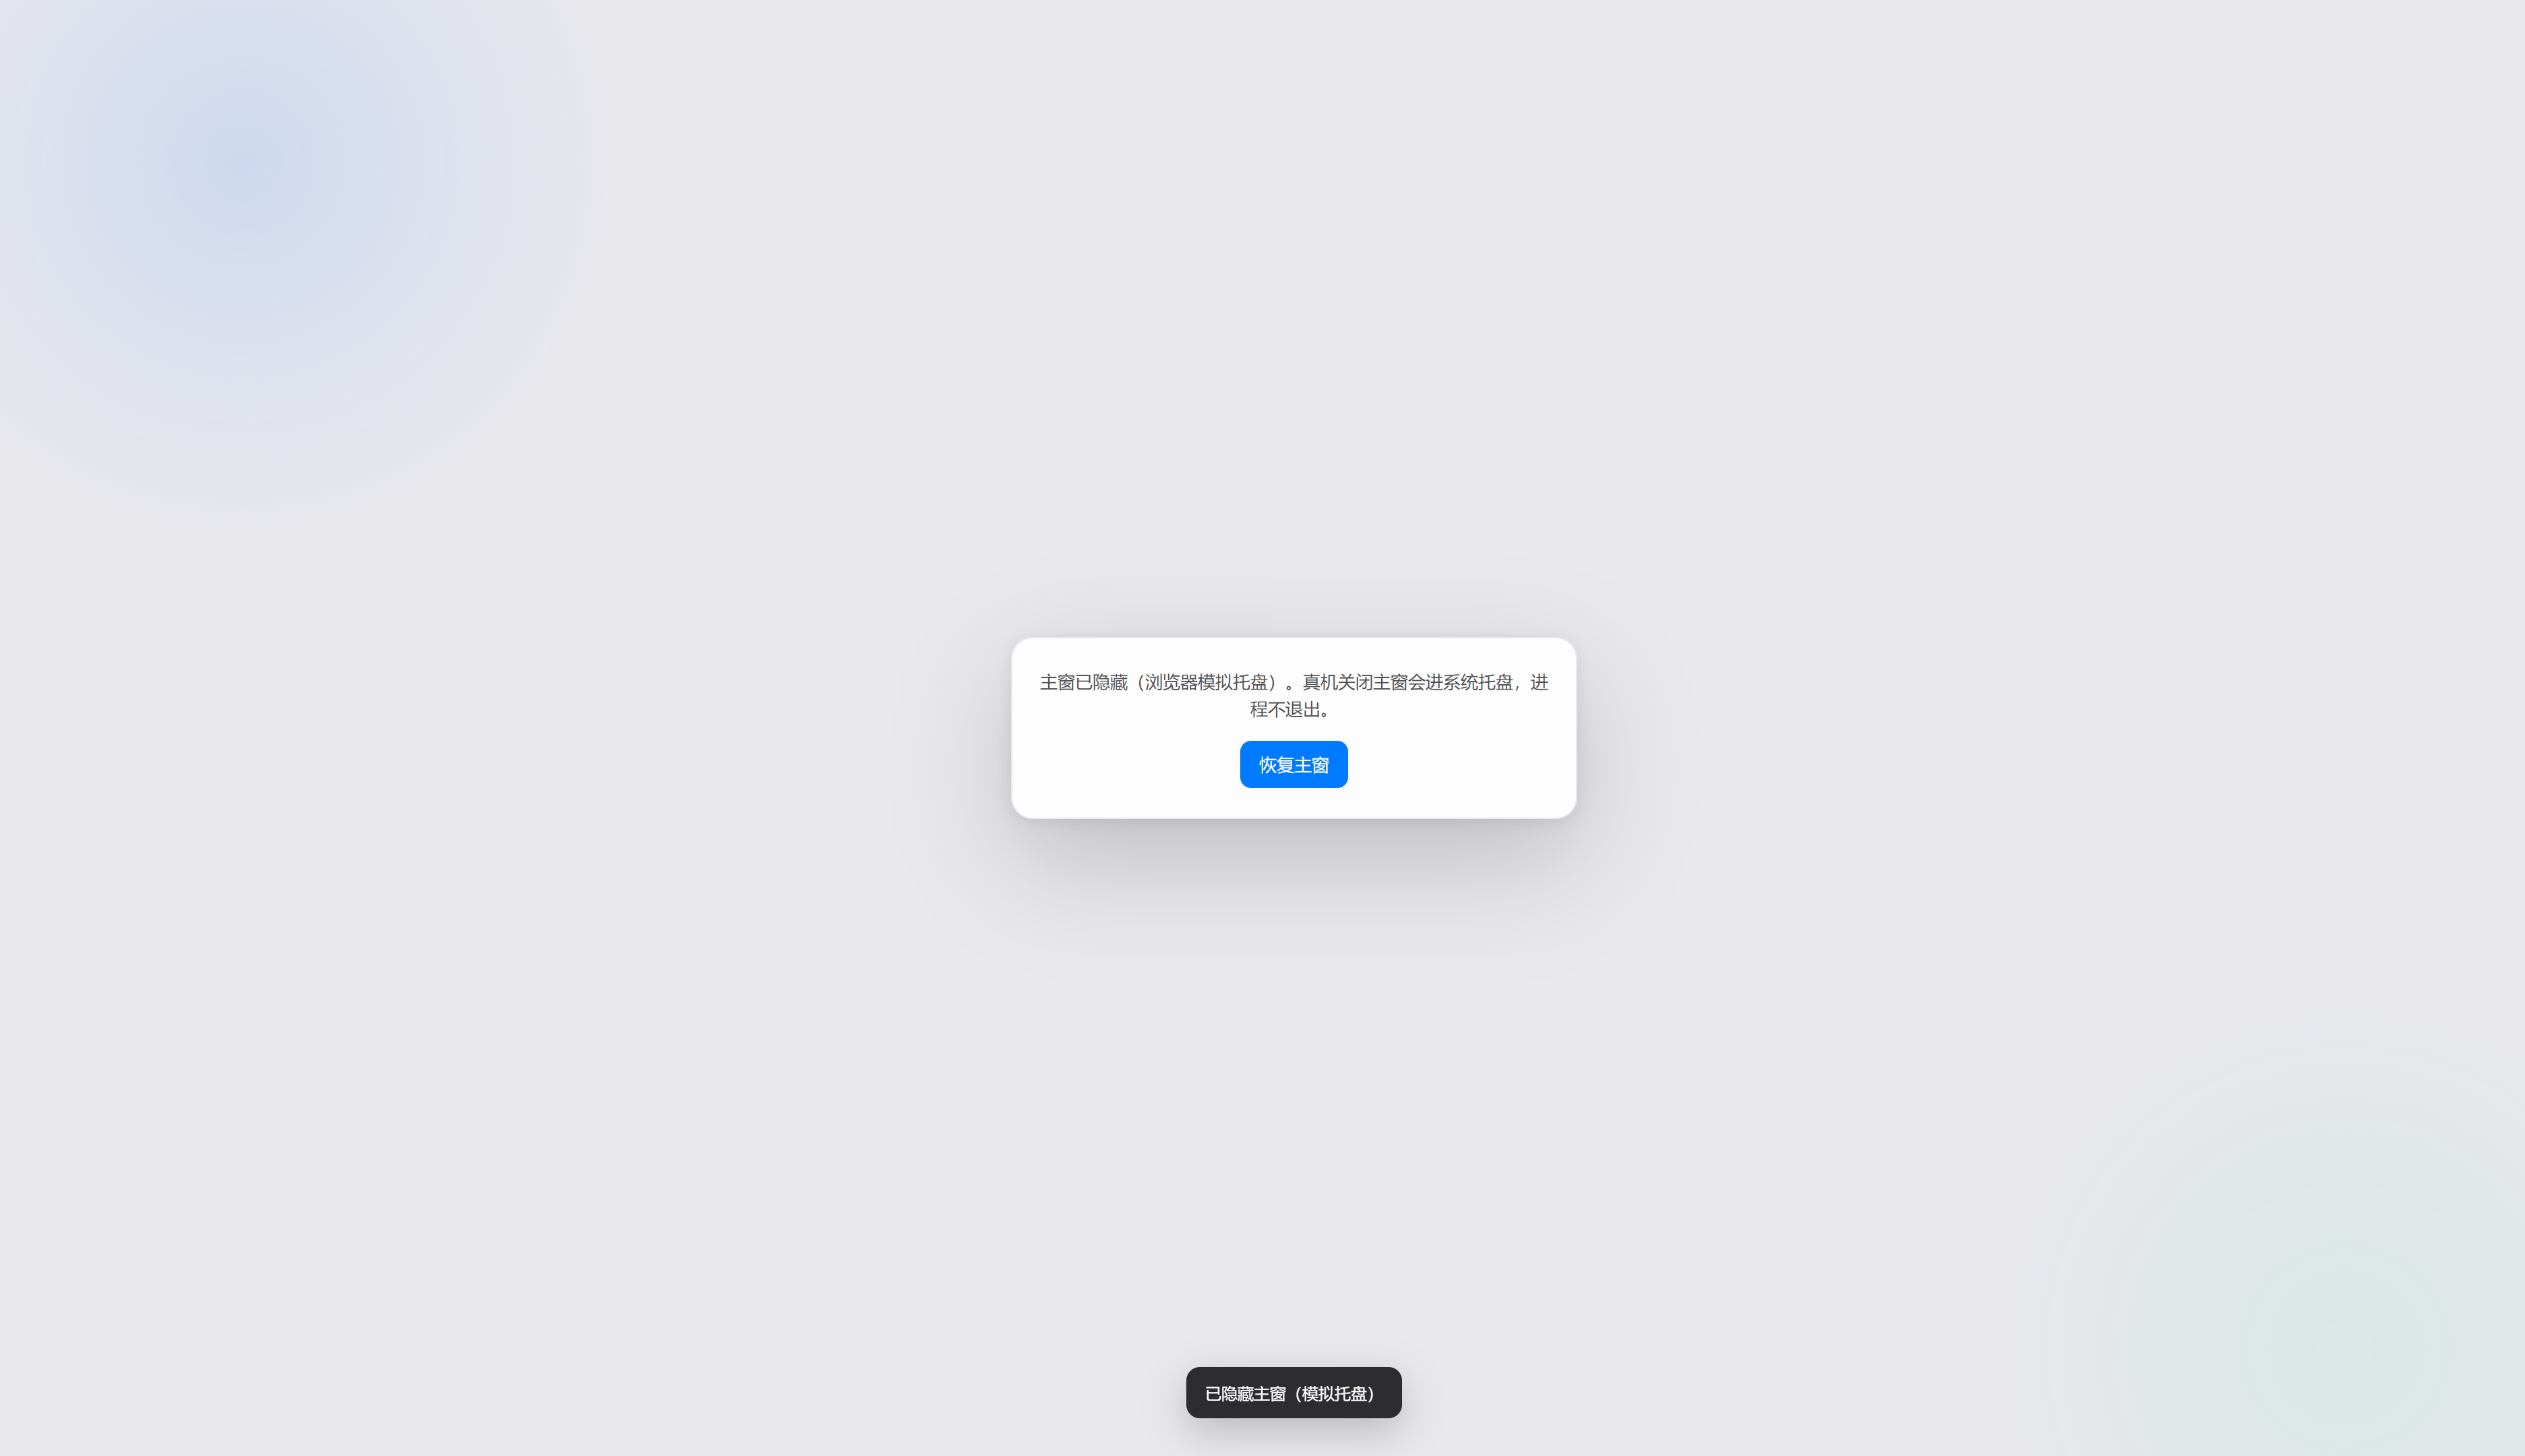 主窗已隐藏（浏览器模拟托盘）。真机关闭主窗会进系统托盘，进
程不退出。
恢复主窗
已隐藏主窗（模拟托盘）